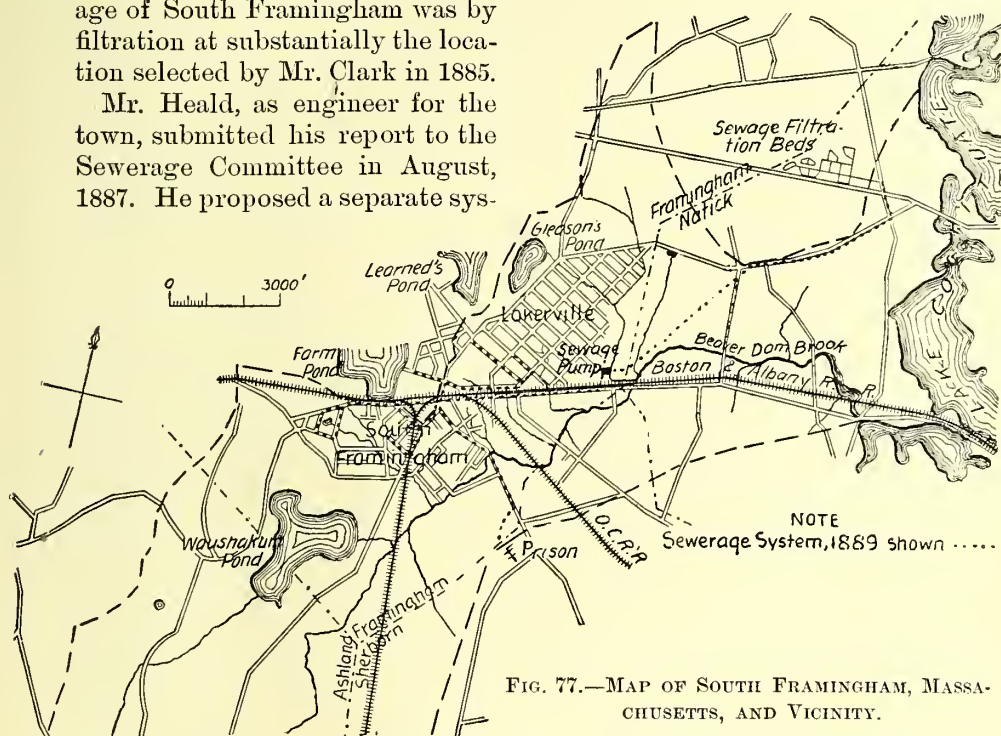 age of South Framingham was by
filtration at substantially the loca-
tion selected by Mr. Clark in 1885.
Mr. Heald, as engineer for the
town, submitted his report to the
Sewerage Committee in August,
1887. He proposed a separate sys-
Sewage Filtra-
tion Beds
Framingham
Natick
Gleason's
Pond
Learned's
Pond
0 3000'
Lakerville
Farm
Pond
Sewage
Pump
Beaver Dam Brook
Boston & Albany R R
LAKE CO
South
Framingham
Waushakum
Pond
Prison
O.C.R.R
NOTE
Sewerage System, 1889 shown .....
Framingham
Ashland
Sherborn
FIG. 77.—MAP OF SOUTH FRAMINGHAM, MASSA-
CHUSETTS, AND VICINITY.